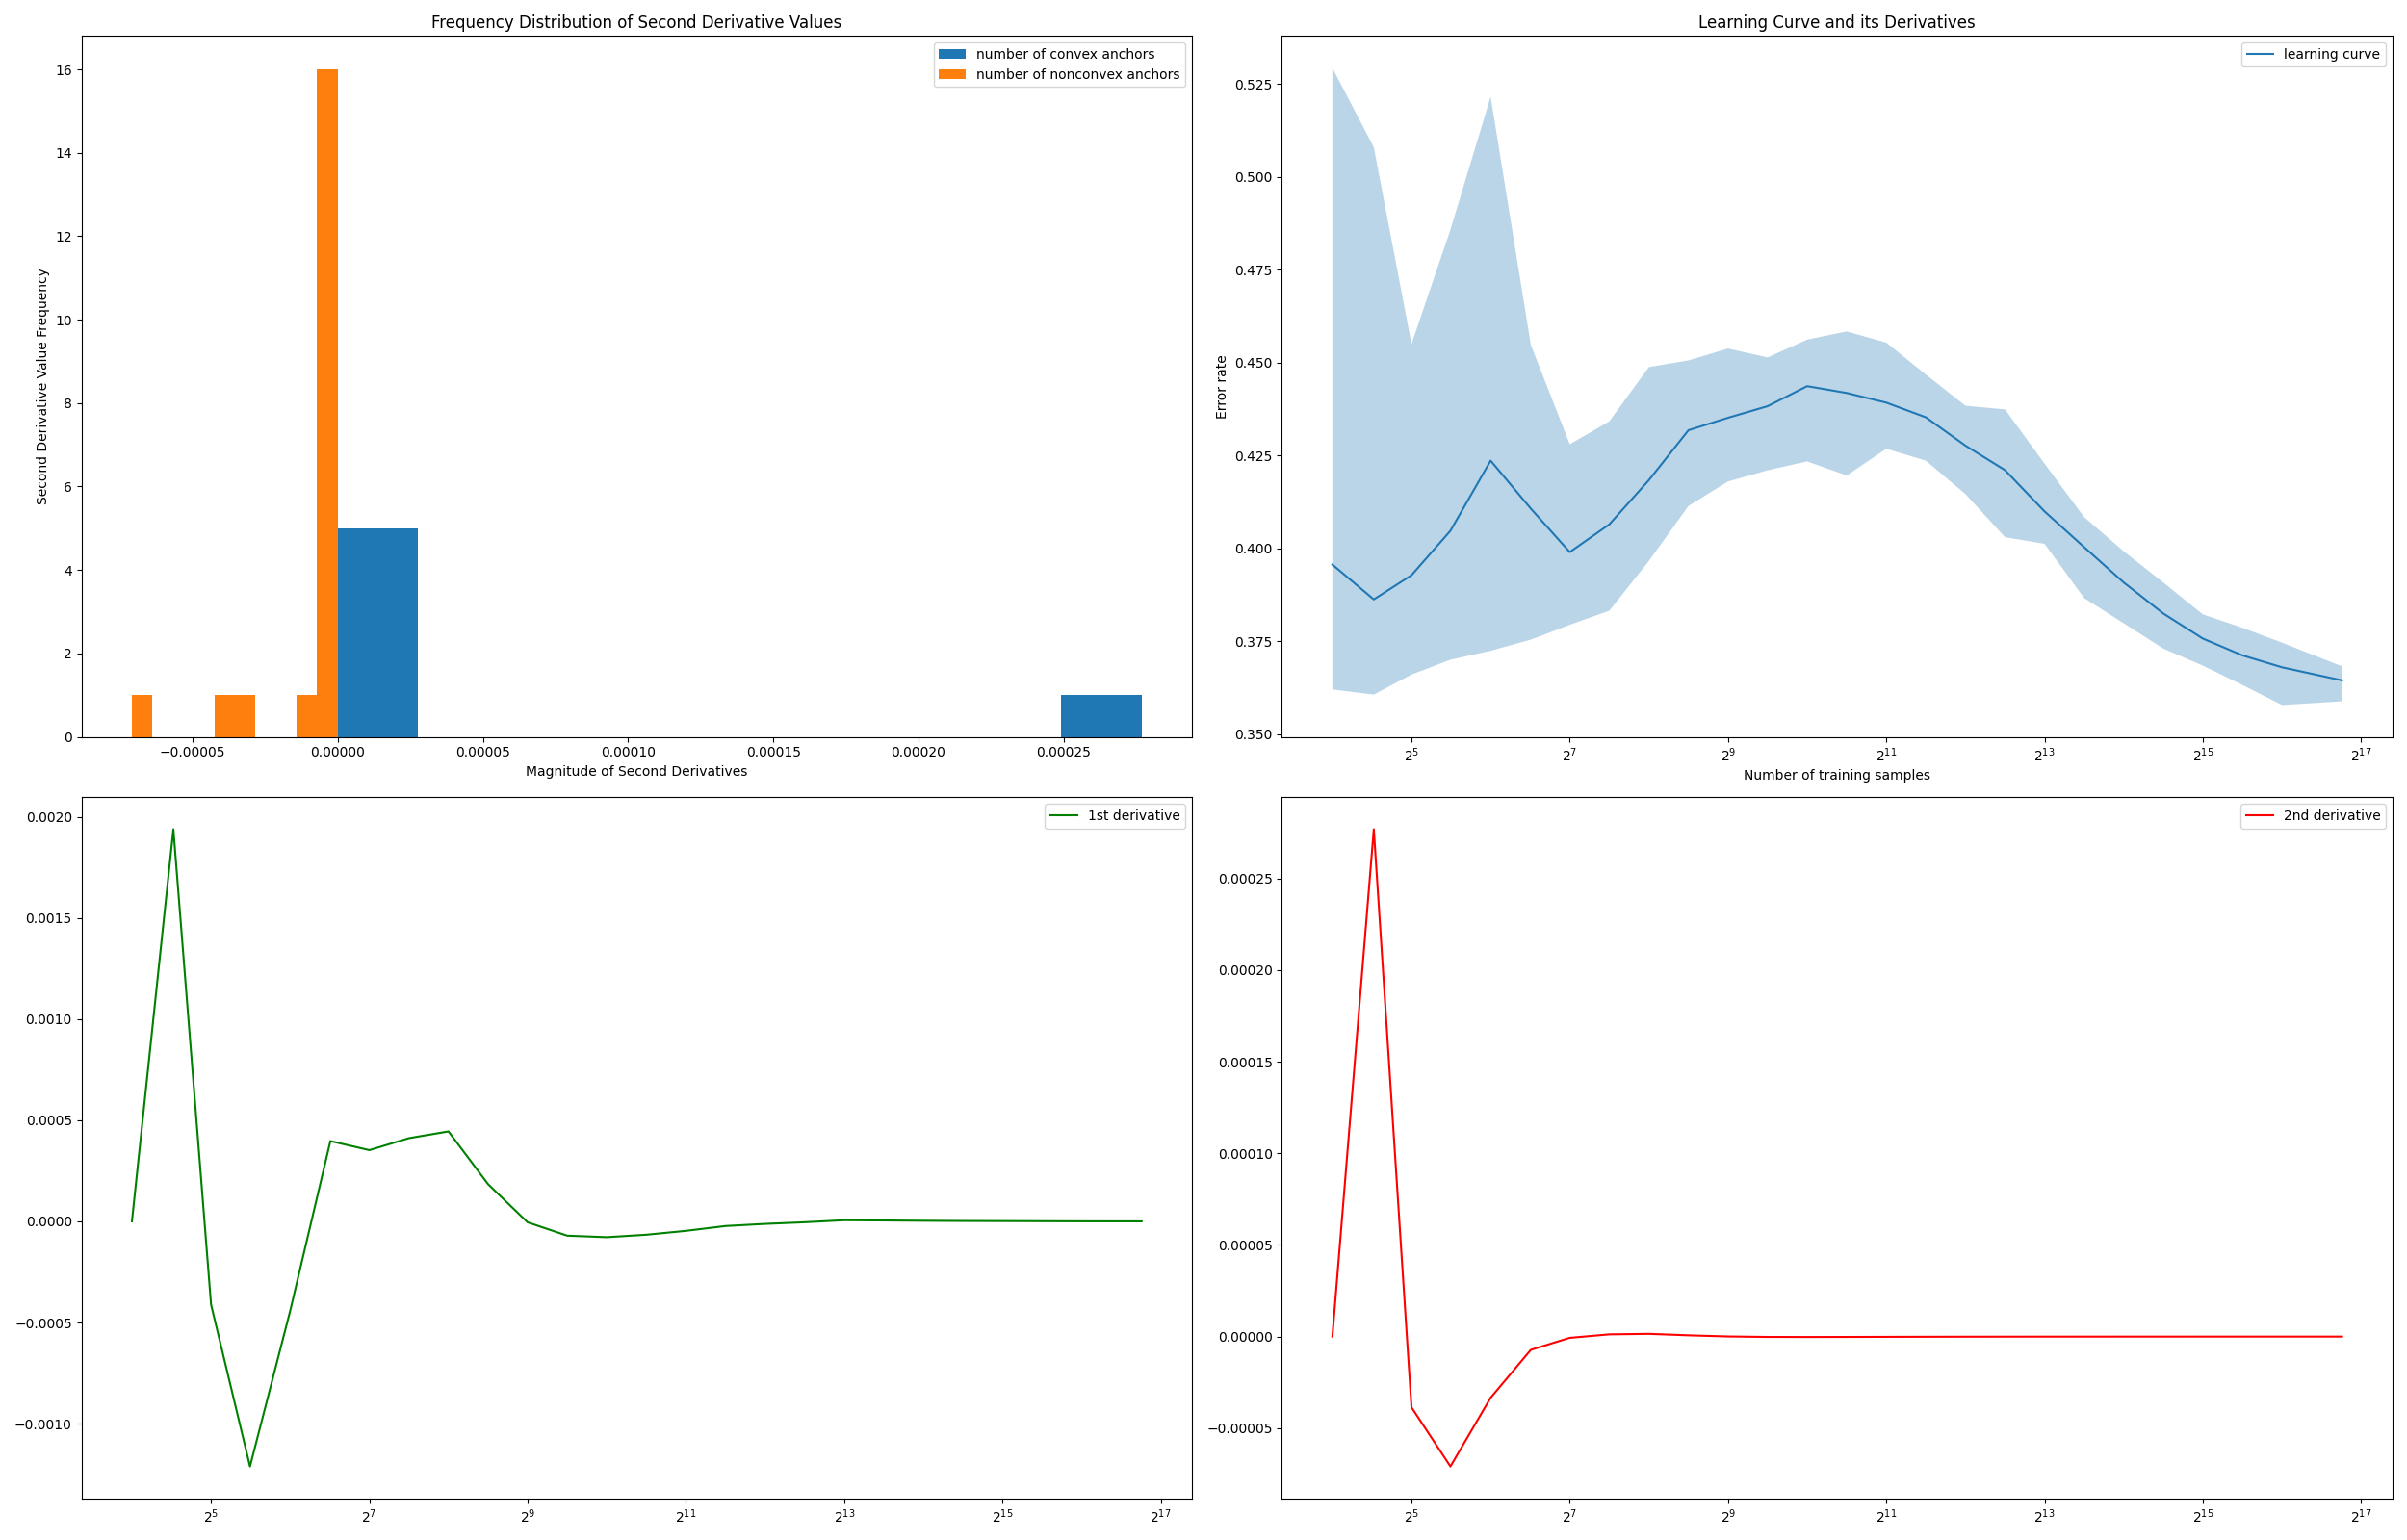 Frequency Distribution of Second Derivative Values
number of convex anchors
number of nonconvex anchors
Second Derivative Value Frequency
16
14
12
10
8
6
4
2
0
−0.00005 0.00000 0.00005 0.00010 0.00015 0.00020 0.00025
Magnitude of Second Derivatives
Learning Curve and its Derivatives
learning curve
Error rate
0.525
0.500
0.475
0.450
0.425
0.400
0.375
0.350
2^5 2^7 2^9 2^11 2^13 2^15 2^17
Number of training samples
1st derivative
0.0020
0.0015
0.0010
0.0005
0.0000
−0.0005
−0.0010
2^5 2^7 2^9 2^11 2^13 2^15 2^17
2nd derivative
0.00025
0.00020
0.00015
0.00010
0.00005
0.00000
−0.00005
2^5 2^7 2^9 2^11 2^13 2^15 2^17